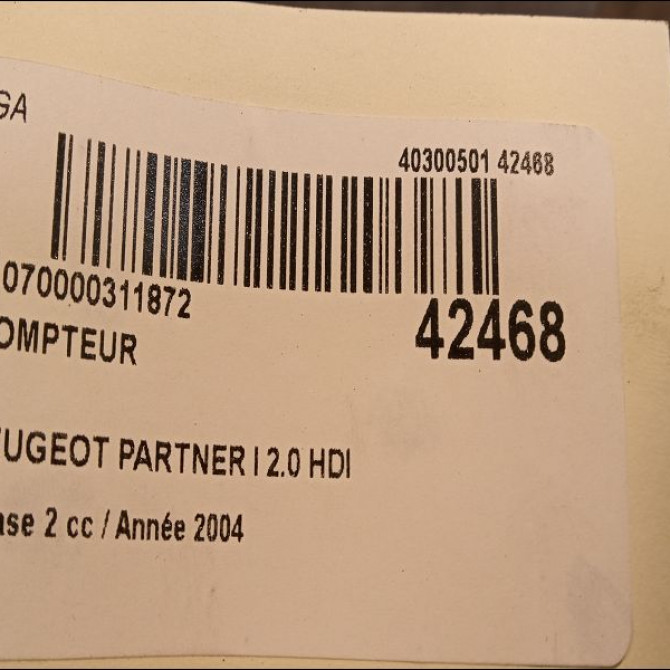 GA
40300501 42468
070000311872
42468
OMPTEUR
UGEOT PARTNER I 2.0 HDI
ase 2 cc / Année 2004